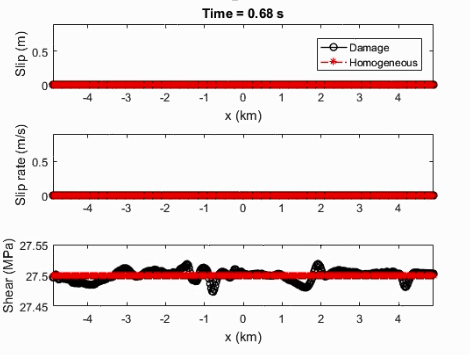 Time = 0.68 s
Slip (m)
0.5
0
Damage
Homogeneous
-4 -3 -2 -1 0 1 2 3 4
x (km)
Slip rate (m/s)
0.5
0
-4 -3 -2 -1 0 1 2 3 4
x (km)
Shear (MPa)
27.55
27.5
27.45
-4 -3 -2 -1 0 1 2 3 4
x (km)